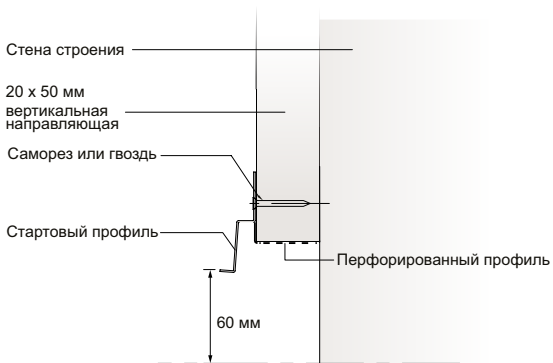 Стена строения
20 x 50 мм
вертикальная
направляющая
Саморез или гвоздь
Стартовый профиль
Перфорированный профиль
60 мм